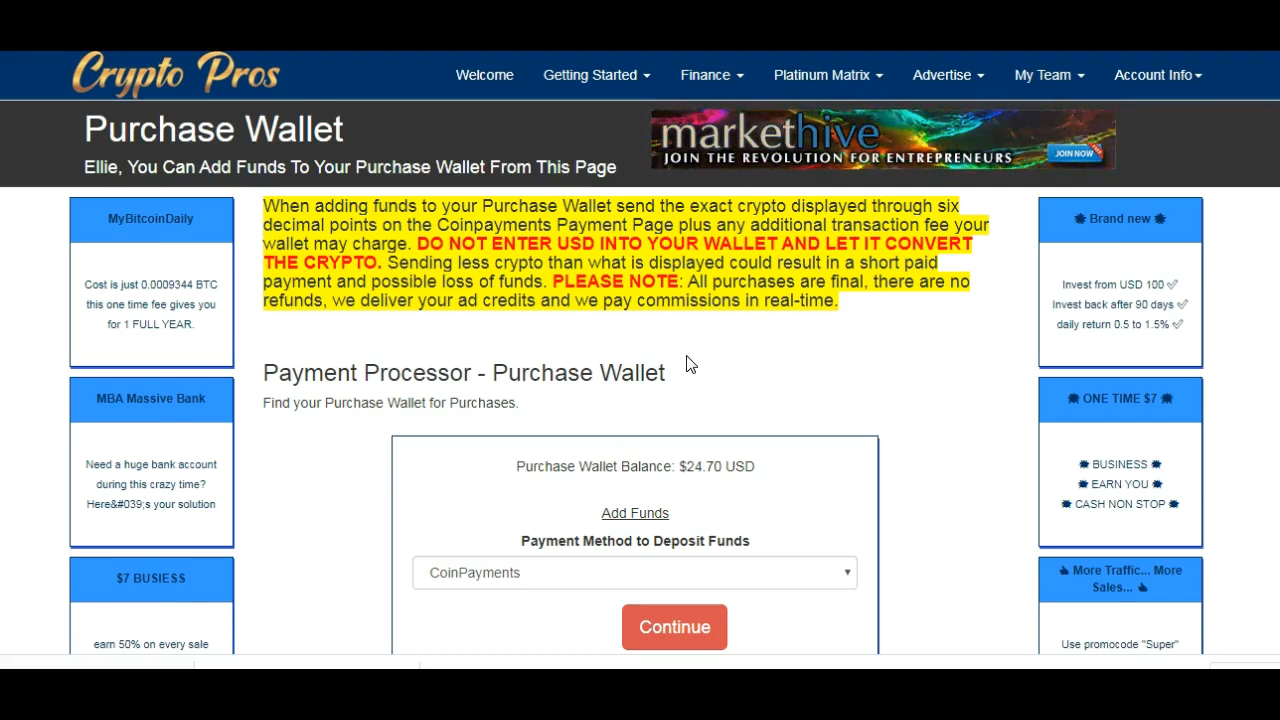 Crypto Pros
Welcome Getting Started Finance Platinum Matrix Advertise My Team Account Info
Purchase Wallet
Ellie, You Can Add Funds To Your Purchase Wallet From This Page
markethive
JOIN THE REVOLUTION FOR ENTREPRENEURS
JOIN NOW
MyBitcoinDaily
Cost is just 0.0009344 BTC
this one time fee gives you
for 1 FULL YEAR.
MBA Massive Bank
Need a huge bank account
during this crazy time?
Here&#039;s your solution
$7 BUSIESS
earn 50% on every sale
When adding funds to your Purchase Wallet send the exact crypto displayed through six
decimal points on the Coinpayments Payment Page plus any additional transaction fee your
wallet may charge. DO NOT ENTER USD INTO YOUR WALLET AND LET IT CONVERT
THE CRYPTO. Sending less crypto than what is displayed could result in a short paid
payment and possible loss of funds. PLEASE NOTE: All purchases are final, there are no
refunds, we deliver your ad credits and we pay commissions in real-time.
Payment Processor - Purchase Wallet
Find your Purchase Wallet for Purchases.
Purchase Wallet Balance: $24.70 USD
Add Funds
Payment Method to Deposit Funds
CoinPayments
Continue
Brand new
Invest from USD 100 ✅
Invest back after 90 days ✅
daily return 0.5 to 1.5% ✅
ONE TIME $7
BUSINESS
EARN YOU
CASH NON STOP
More Traffic... More
Sales...
Use promocode "Super"